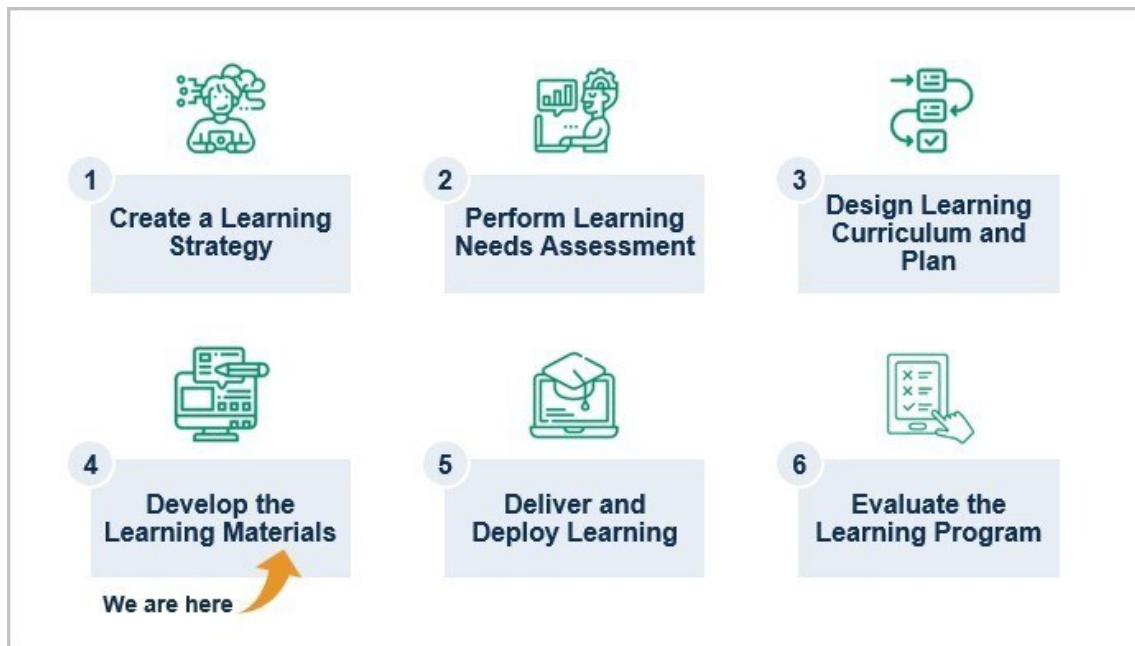 1
Create a Learning
Strategy
2
Perform Learning
Needs Assessment
3
Design Learning
Curriculum and
Plan
4
Develop the
Learning Materials
We are here
5
Deliver and
Deploy Learning
6
Evaluate the
Learning Program